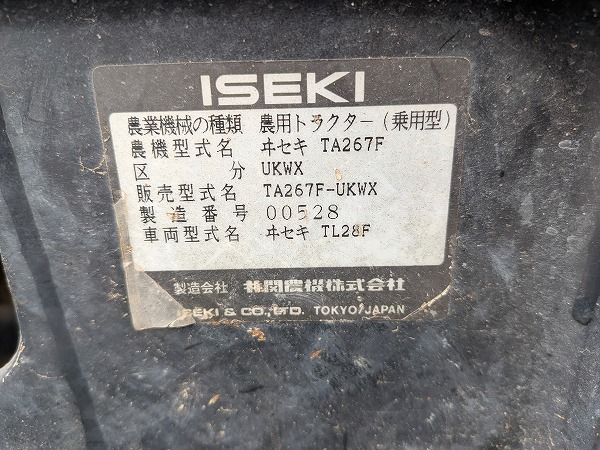 ISEKI
農業機械の種類 農用トラクター(乗用型)
農機型式名 ヰセキ TA267F
区分 UKWX
販売型式名 TA267F-UKWX
製造番号 00528
車両型式名 ヰセキ TL28F
製造会社 井関農機株式会社
ISEKI & CO., LTD. TOKYO/JAPAN